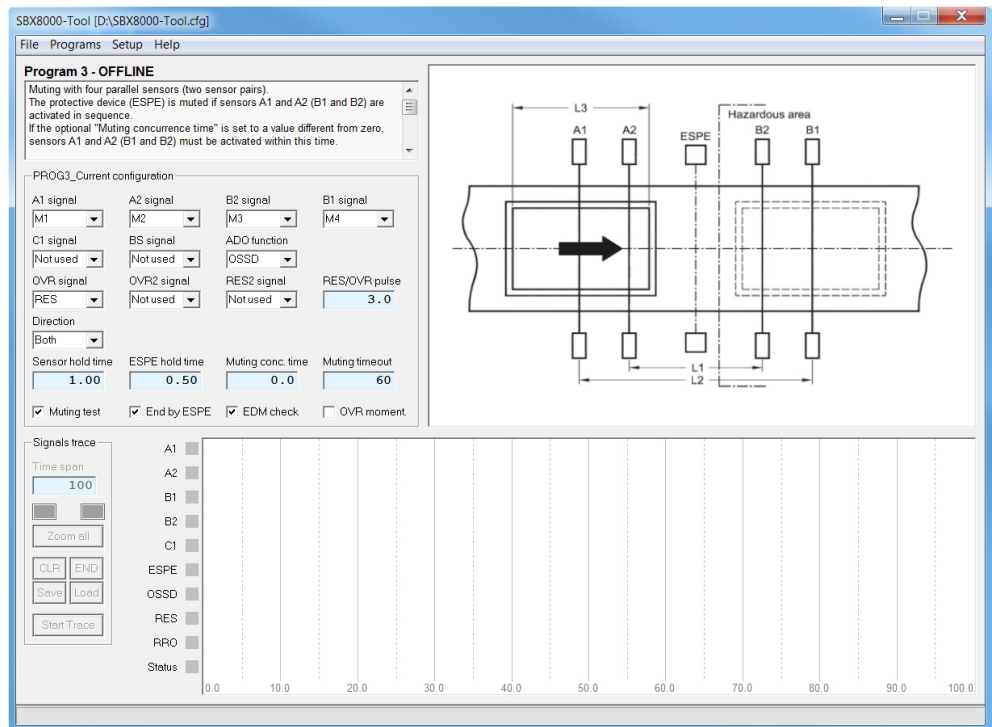 SBX8000-Tool [D:\SBX8000-Tool.cfg]
File Programs Setup Help
Program 3 - OFFLINE
Muting with four parallel sensors (two sensor pairs).
The protective device (ESPE) is muted if sensors A1 and A2 (B1 and B2) are
activated in sequence.
If the optional "Muting concurrence time" is set to a value different from zero,
sensors A1 and A2 (B1 and B2) must be activated within this time.
PROG3_Current configuration
A1 signal A2 signal B2 signal B1 signal
M1 M2 M3 M4
C1 signal BS signal ADO function
Not used Not used OSSD
OVR signal OVR2 signal RES2 signal RES/OVR pulse
RES Not used Not used 3.0
Direction
Both
Sensor hold time ESPE hold time Muting conc. time Muting timeout
1.00 0.50 0.0 60
Muting test End by ESPE EDM check OVR moment.
L3
Hazardous area
A1 A2 ESPE B2 B1
L1
L2
Signals trace
Time span
100
Zoom all
CLR END
Save Load
Start Trace
A1
A2
B1
B2
C1
ESPE
OSSD
RES
RRO
Status
0.0 10.0 20.0 30.0 40.0 50.0 60.0 70.0 80.0 90.0 100.0